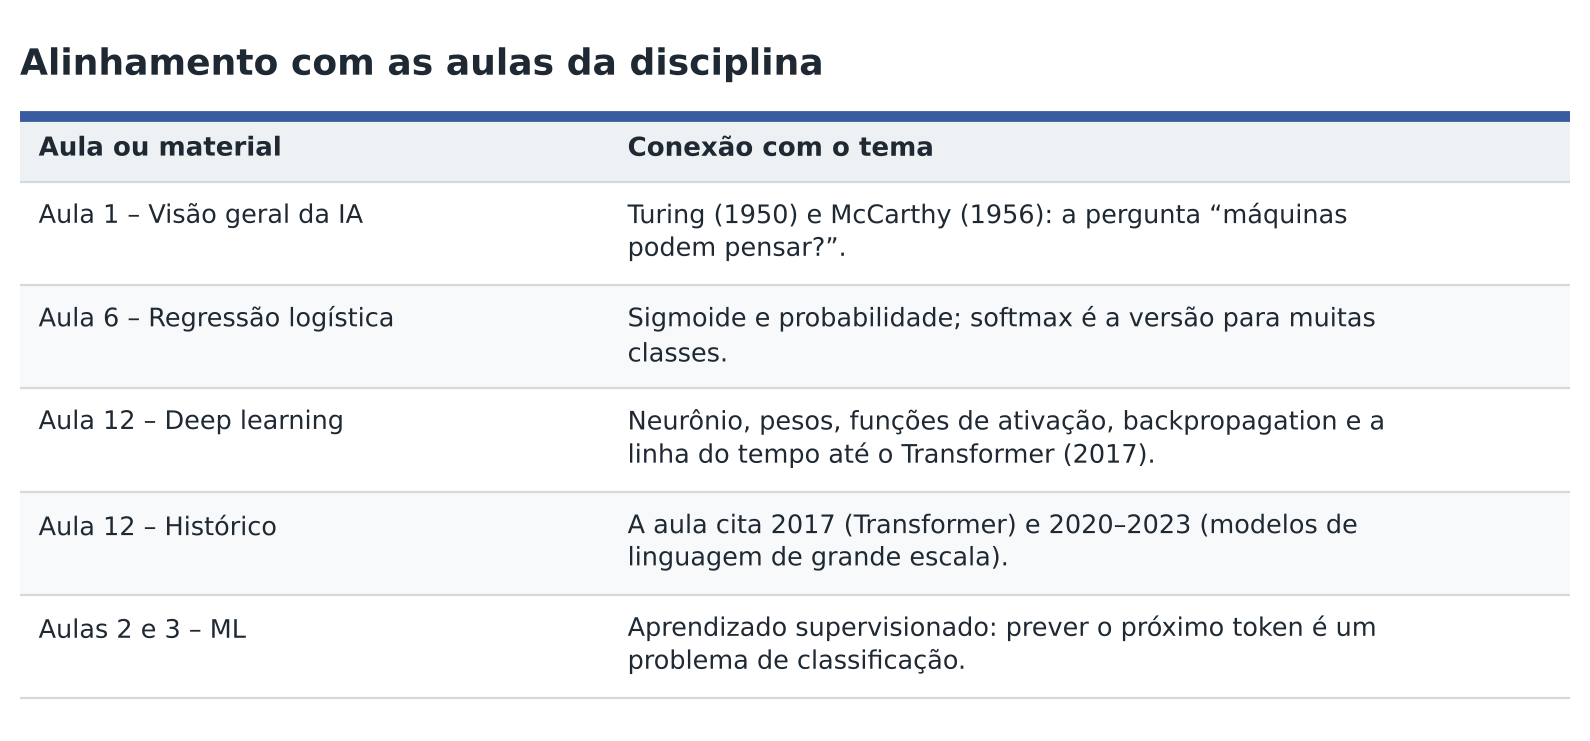 Alinhamento com as aulas da disciplina
Aula ou material
Conexão com o tema
Aula 1 – Visão geral da IA
Turing (1950) e McCarthy (1956): a pergunta “máquinas
podem pensar?”.
Aula 6 – Regressão logística
Sigmoide e probabilidade; softmax é a versão para muitas
classes.
Aula 12 – Deep learning
Neurônio, pesos, funções de ativação, backpropagation e a
linha do tempo até o Transformer (2017).
Aula 12 – Histórico
A aula cita 2017 (Transformer) e 2020–2023 (modelos de
linguagem de grande escala).
Aulas 2 e 3 – ML
Aprendizado supervisionado: prever o próximo token é um
problema de classificação.